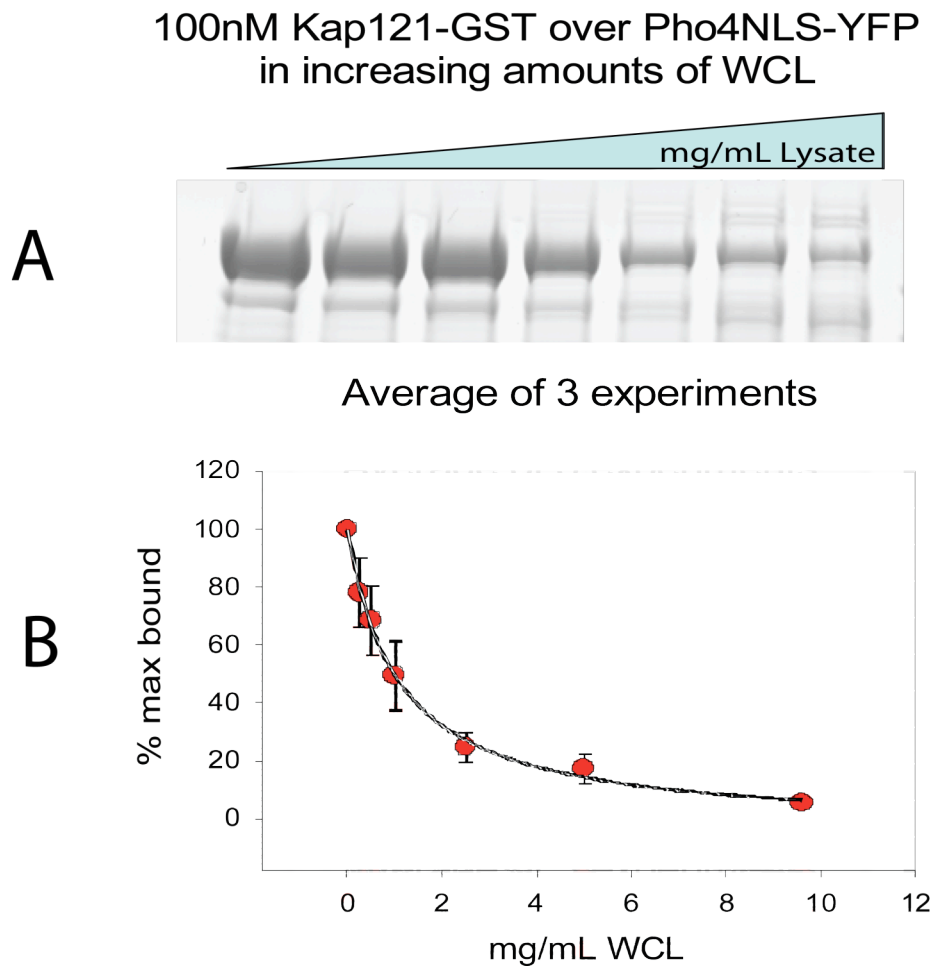 100nM Kap121-GST over Pho4NLS-YFP
in increasing amounts of WCL
mg/mL Lysate
A
Average of 3 experiments
B
% max bound
120
100
80
60
40
20
0
0 2 4 6 8 10 12
mg/mL WCL